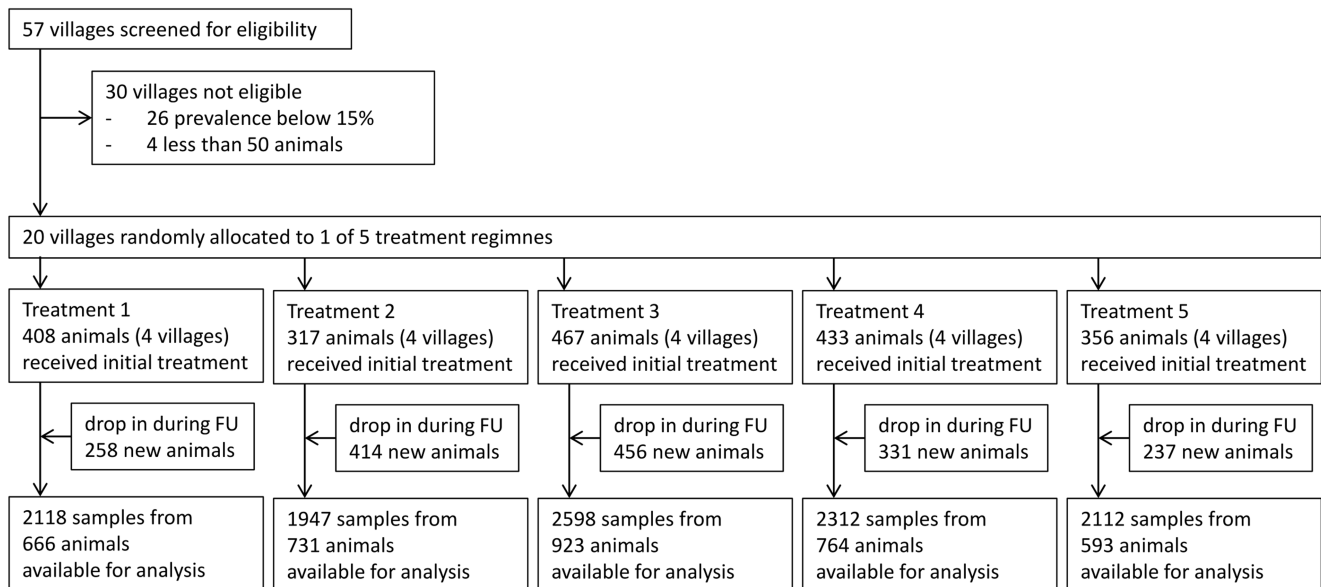 57 villages screened for eligibility
30 villages not eligible
- 26 prevalence below 15%
- 4 less than 50 animals
20 villages randomly allocated to 1 of 5 treatment regimnes
Treatment 1
408 animals (4 villages)
received initial treatment
Treatment 2
317 animals (4 villages)
received initial treatment
Treatment 3
467 animals (4 villages)
received initial treatment
Treatment 4
433 animals (4 villages)
received initial treatment
Treatment 5
356 animals (4 villages)
received initial treatment
drop in during FU
258 new animals
drop in during FU
414 new animals
drop in during FU
456 new animals
drop in during FU
331 new animals
drop in during FU
237 new animals
2118 samples from
666 animals
available for analysis
1947 samples from
731 animals
available for analysis
2598 samples from
923 animals
available for analysis
2312 samples from
764 animals
available for analysis
2112 samples from
593 animals
available for analysis